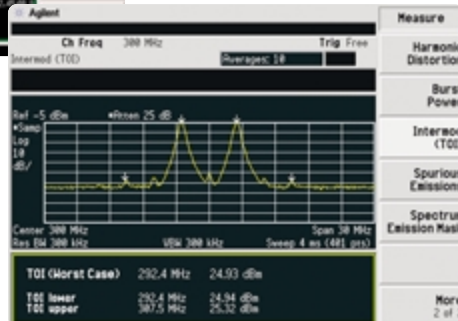 Agilent
Measure
Ch Freq 300 MHz Trig Free
Intermod (TOI)
Averages: 10
Harmonic
Distortion
Burst
Power
Ref -5 dBm #Atten 25 dB
#Samp
Log
10
dB/
Intermod
(TOI)
Spurious
Emissions
Spectrum
Emission Mask
Center 300 MHz Span 30 MHz
Res BW 300 kHz VBW 300 kHz Sweep 4 ms (401 pts)
TOI (Worst Case) 292.4 MHz 24.93 dBm
TOI lower 292.4 MHz 24.94 dBm
TOI upper 307.5 MHz 25.32 dBm
More
2 of